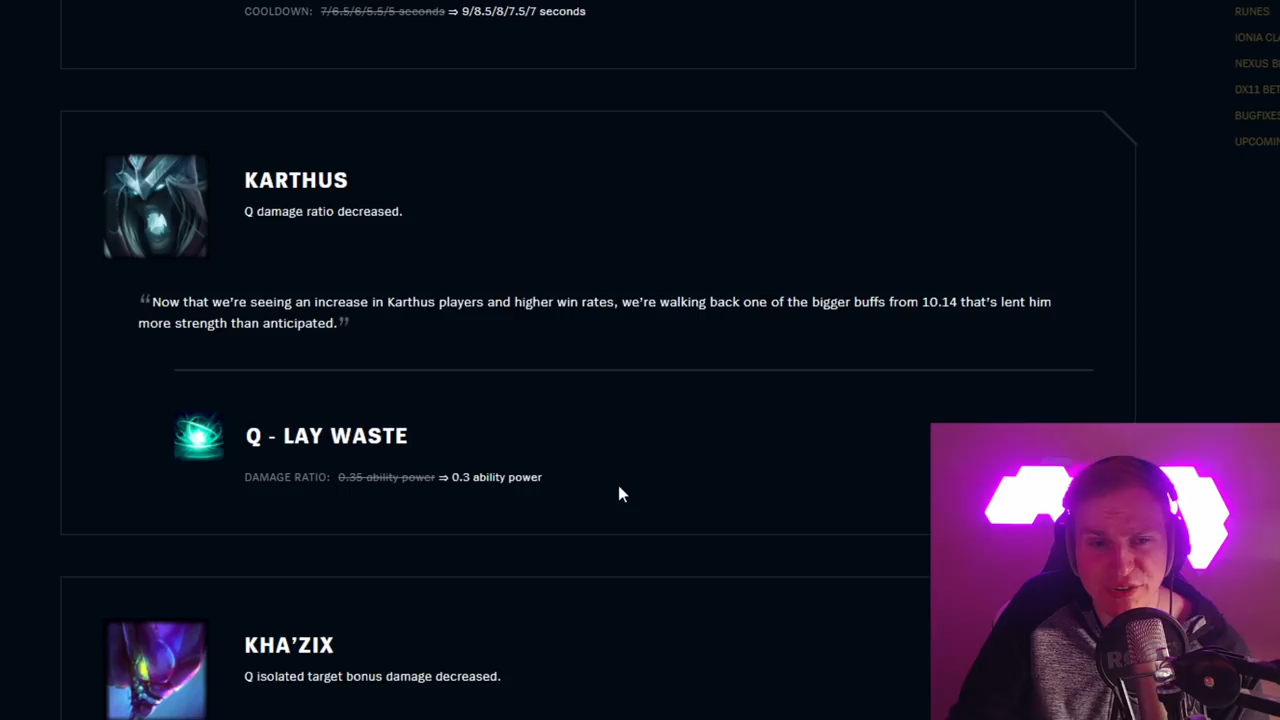 COOLDOWN: 7/6.5/6/5.5/5 seconds ⇒ 9/8.5/8/7.5/7 seconds
RUNES
IONIA CLA
NEXUS B
DX11 BET
BUGFIXES
UPCOMIN
KARTHUS
Q damage ratio decreased.
“Now that we’re seeing an increase in Karthus players and higher win rates, we’re walking back one of the bigger buffs from 10.14 that’s lent him
more strength than anticipated.”
Q - LAY WASTE
DAMAGE RATIO: 0.35 ability power ⇒ 0.3 ability power
KHA’ZIX
Q isolated target bonus damage decreased.